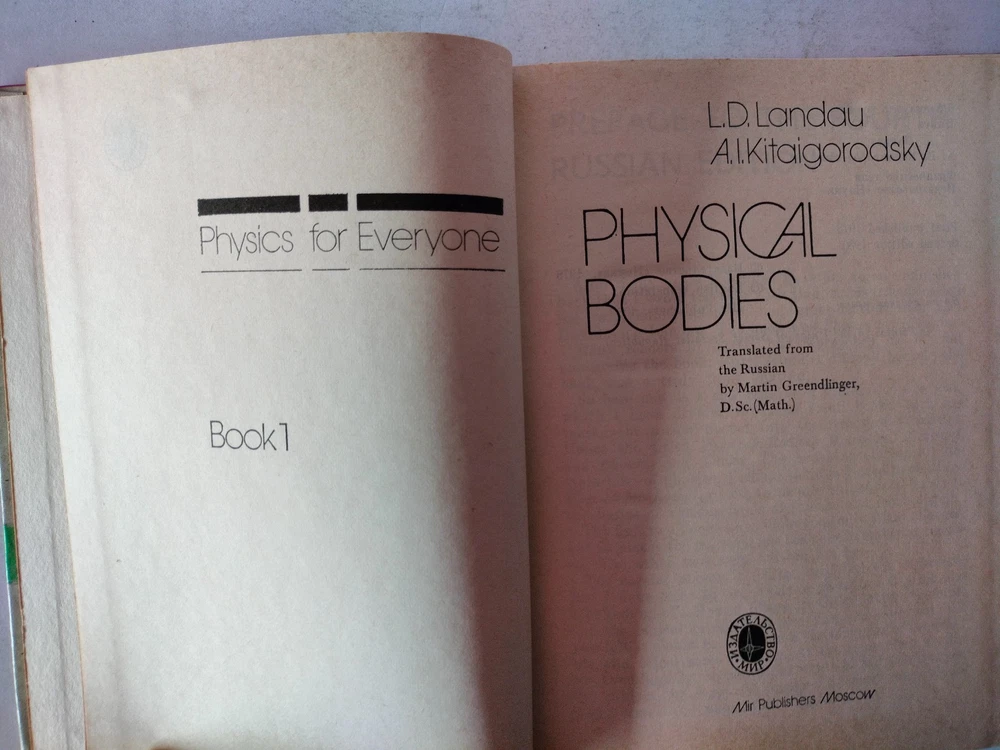 Physics for Everyone
Book 1
L.D. Landau
A.I. Kitaigorodsky
PHYSICAL
BODIES
Translated from
the Russian
by Martin Greendlinger,
D.Sc. (Math.)
ИЗДАТЕЛЬСТВО
МИР
Mir Publishers Moscow